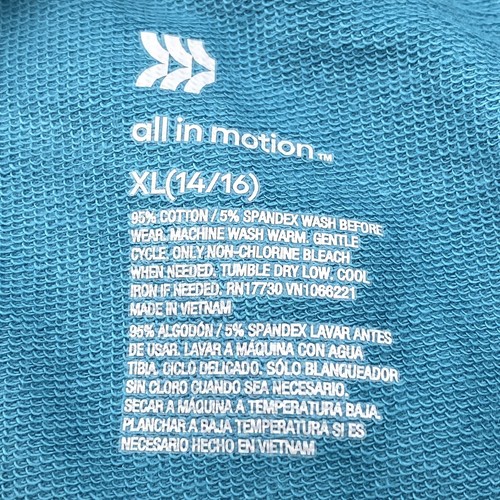 all in motion™
XL(14/16)
95% COTTON / 5% SPANDEX WASH BEFORE
WEAR. MACHINE WASH WARM. GENTLE
CYCLE. ONLY NON-CHLORINE BLEACH
WHEN NEEDED. TUMBLE DRY LOW. COOL
IRON IF NEEDED. RN17730 VN1066221
MADE IN VIETNAM
95% ALGODÓN / 5% SPANDEX LAVAR ANTES
DE USAR. LAVAR A MÁQUINA CON AGUA
TIBIA. CICLO DELICADO. SÓLO BLANQUEADOR
SIN CLORO CUANDO SEA NECESARIO.
SECAR A MÁQUINA A TEMPERATURA BAJA.
PLANCHAR A BAJA TEMPERATURA SI ES
NECESARIO HECHO EN VIETNAM